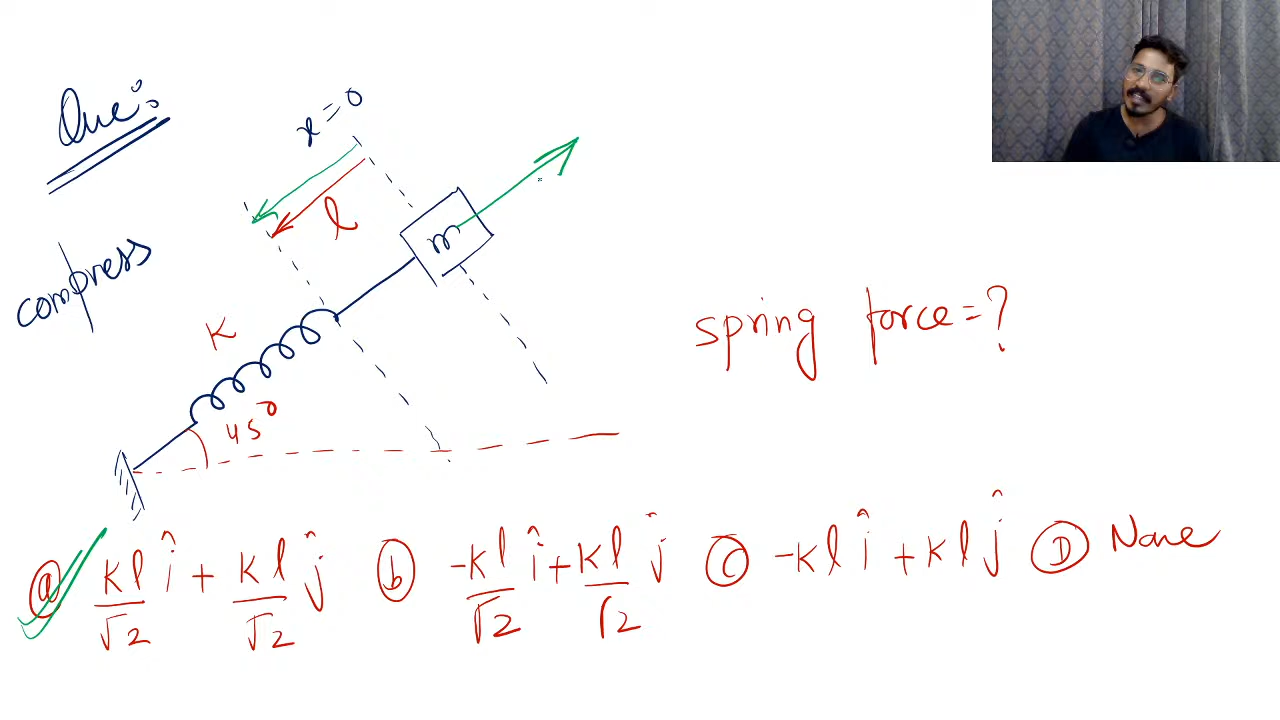 Que:
x=0
l
m
compress
K
45°
spring force=?
(a) kl/√2 î + kl/√2 ĵ (b) -kl/√2 î + kl/√2 ĵ (c) -kl î + kl ĵ (D) None